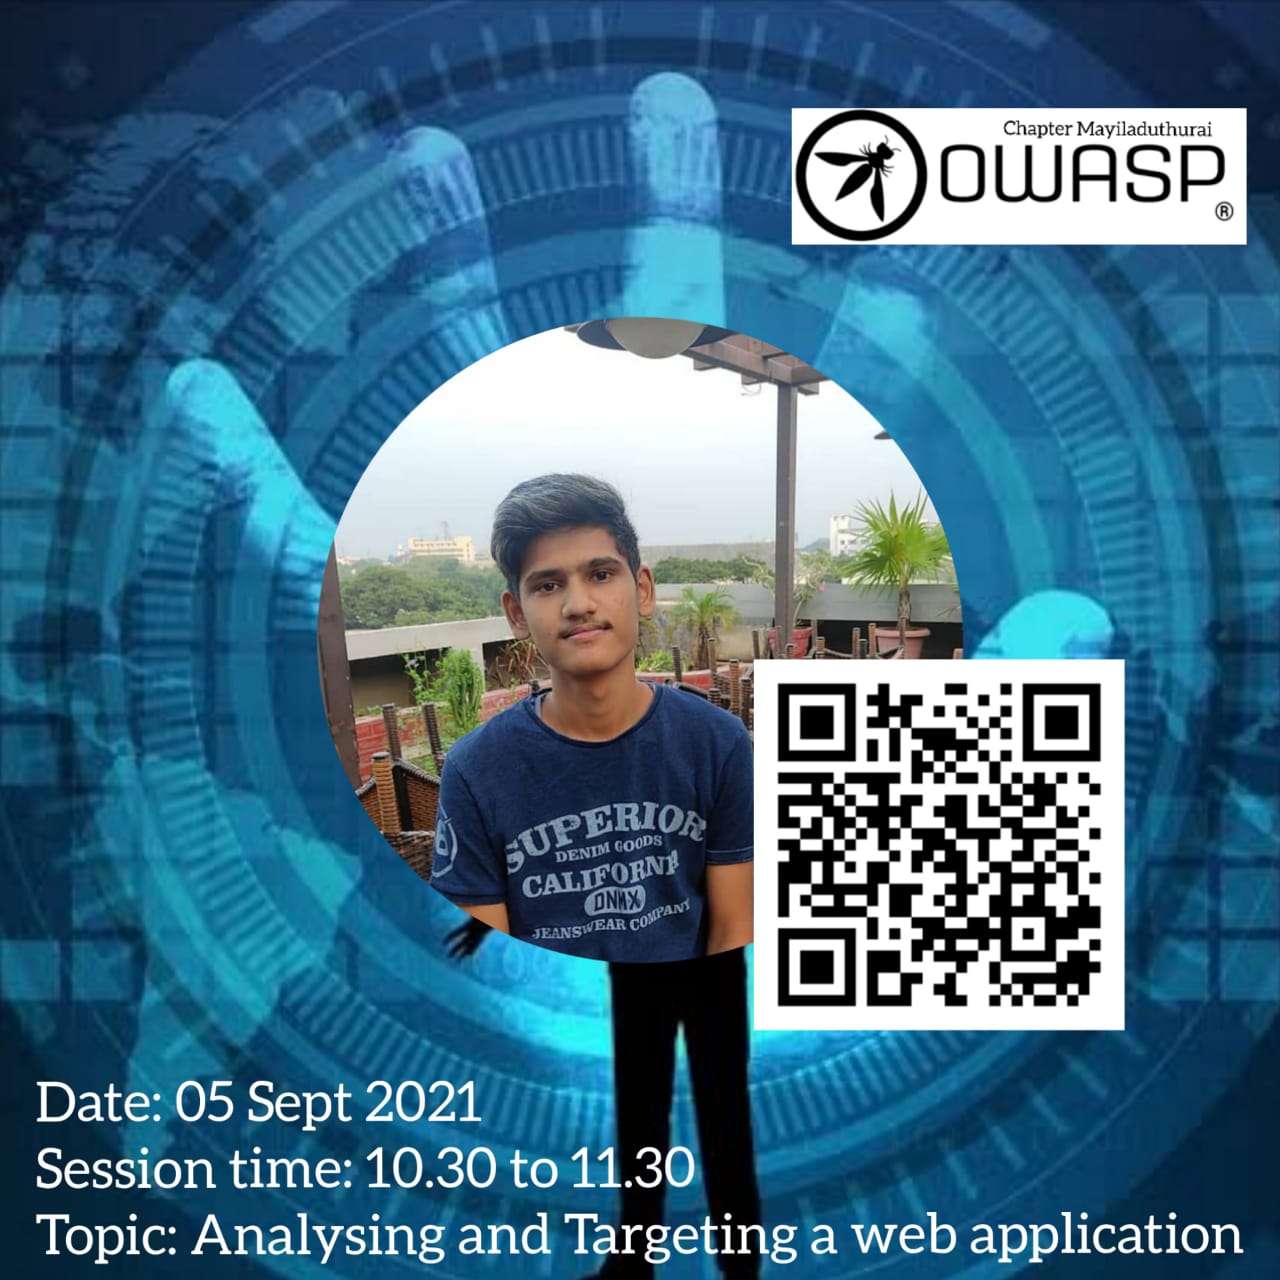 Chapter Mayiladuthurai
OWASP
®
SUPERIOR
DENIM GOODS
CALIFORNIA
DNMX
JEANSWEAR COMPANY
Date: 05 Sept 2021
Session time: 10.30 to 11.30
Topic: Analysing and Targeting a web application